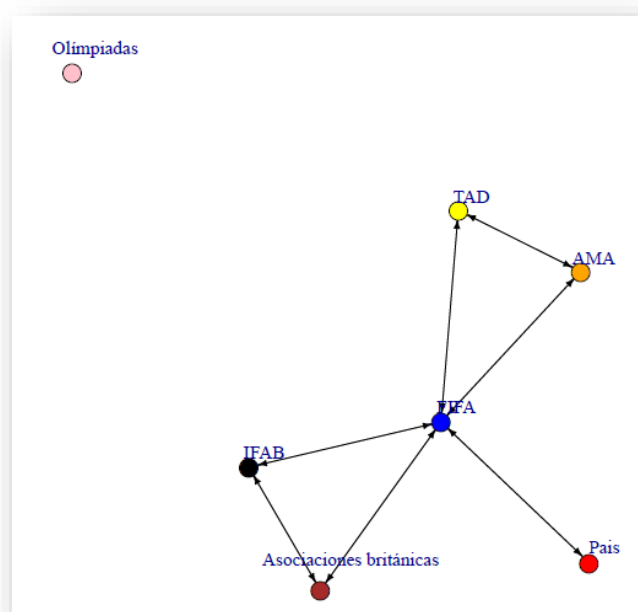 Olimpiadas
TAD
AMA
FIFA
IFAB
Asociaciones británicas
Pais